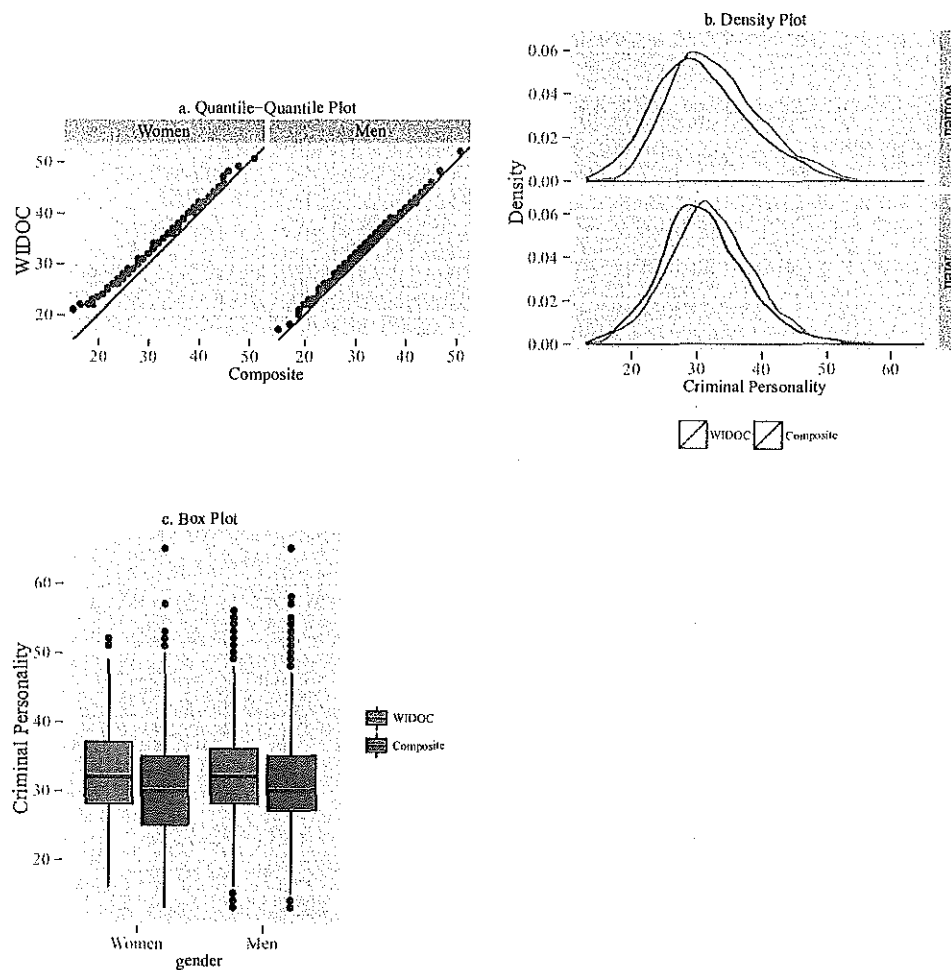 a. Quantile-Quantile Plot
Women
Men
WIDOC
50
40
30
20
20
30
40
50
20
30
40
50
Composite
b. Density Plot
Density
0.06
0.04
0.02
0.00
0.06
0.04
0.02
0.00
20
30
40
50
60
Criminal Personality
WIDOC
Composite
c. Box Plot
Criminal Personality
60
50
40
30
20
Women
Men
gender
WIDOC
Composite